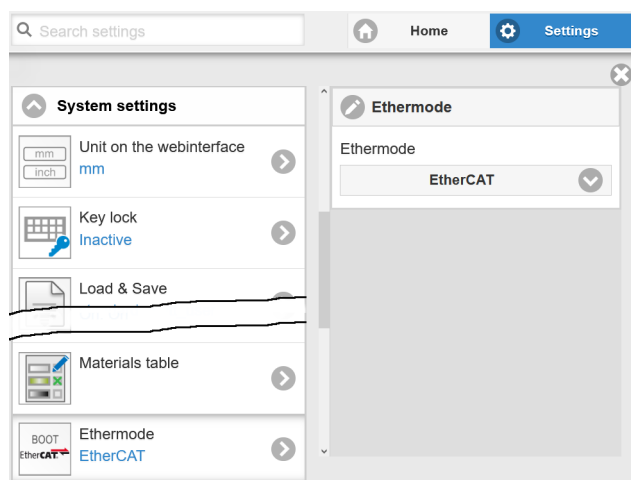 Search settings
Home
Settings
System settings
Unit on the webinterface
mm
mm
inch
Key lock
Inactive
Load & Save
Materials table
Ethermode
EtherCAT
BOOT
EtherCAT
Ethermode
Ethermode
EtherCAT